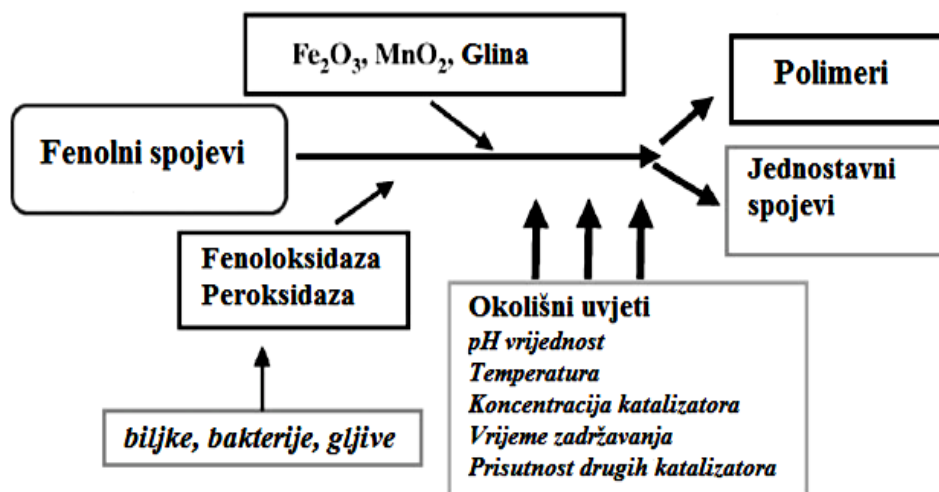 Fe₂O₃, MnO₂, Glina
Polimeri
Fenolni spojevi
Jednostavni
spojevi
Fenoloksidaza
Peroksidaza
Okolišni uvjeti
pH vrijednost
Temperatura
Koncentracija katalizatora
Vrijeme zadržavanja
Prisutnost drugih katalizatora
biljke, bakterije, gljive